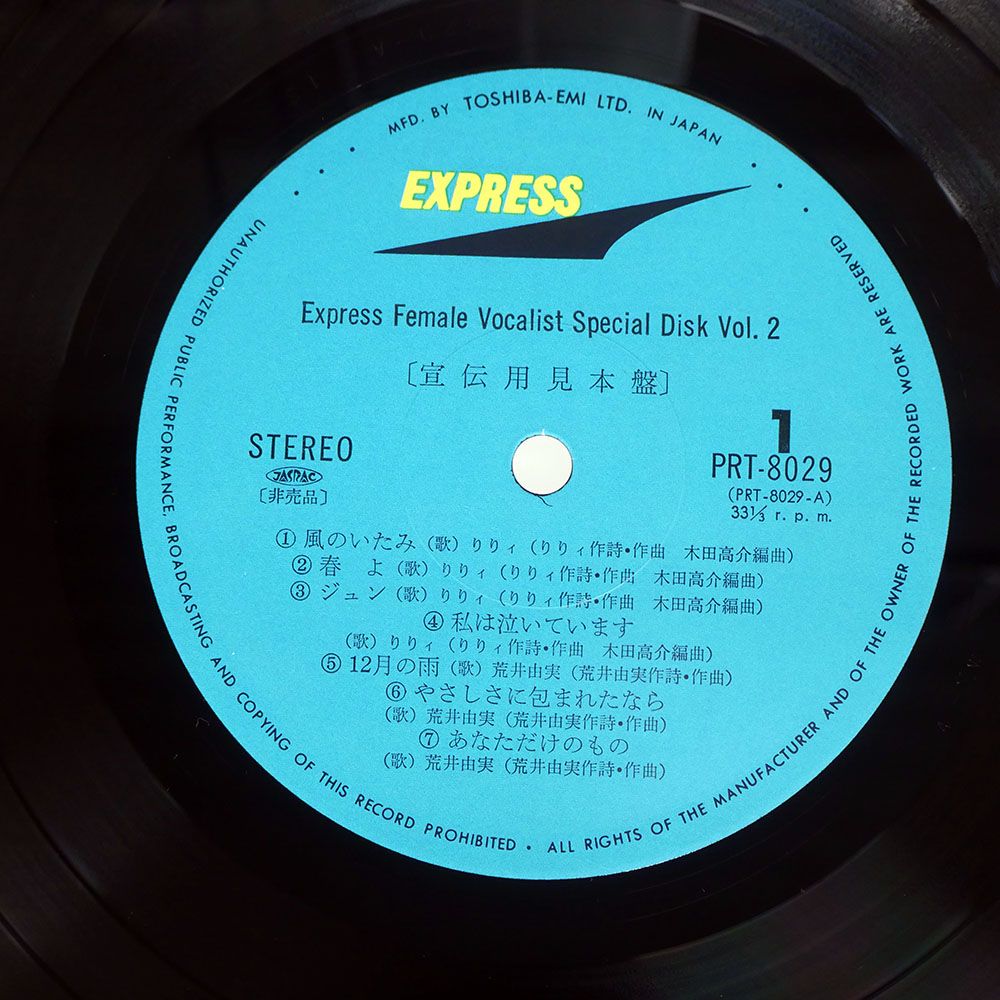 MFD. BY TOSHIBA-EMI LTD. IN JAPAN
EXPRESS
Express Female Vocalist Special Disk Vol. 2
〔宣伝用見本盤〕
STEREO
JASRAC
〔非売品〕
1
PRT-8029
(PRT-8029-A)
33⅓ r. p. m.
① 風のいたみ (歌) りりィ (りりィ作詩・作曲 木田高介編曲)
② 春 よ (歌) りりィ (りりィ作詩・作曲 木田高介編曲)
③ ジュン (歌) りりィ (りりィ作詩・作曲 木田高介編曲)
④ 私は泣いています
(歌) りりィ (りりィ作詩・作曲 木田高介編曲)
⑤ 12月の雨 (歌) 荒井由実 (荒井由実作詩・作曲)
⑥ やさしさに包まれたなら
(歌) 荒井由実 (荒井由実作詩・作曲)
⑦ あなただけのもの
(歌) 荒井由実 (荒井由実作詩・作曲)
UNAUTHORIZED PUBLIC PERFORMANCE, BROADCASTING AND COPYING OF THIS RECORD PROHIBITED • ALL RIGHTS OF THE MANUFACTURER AND OF THE OWNER OF THE RECORDED WORK ARE RESERVED